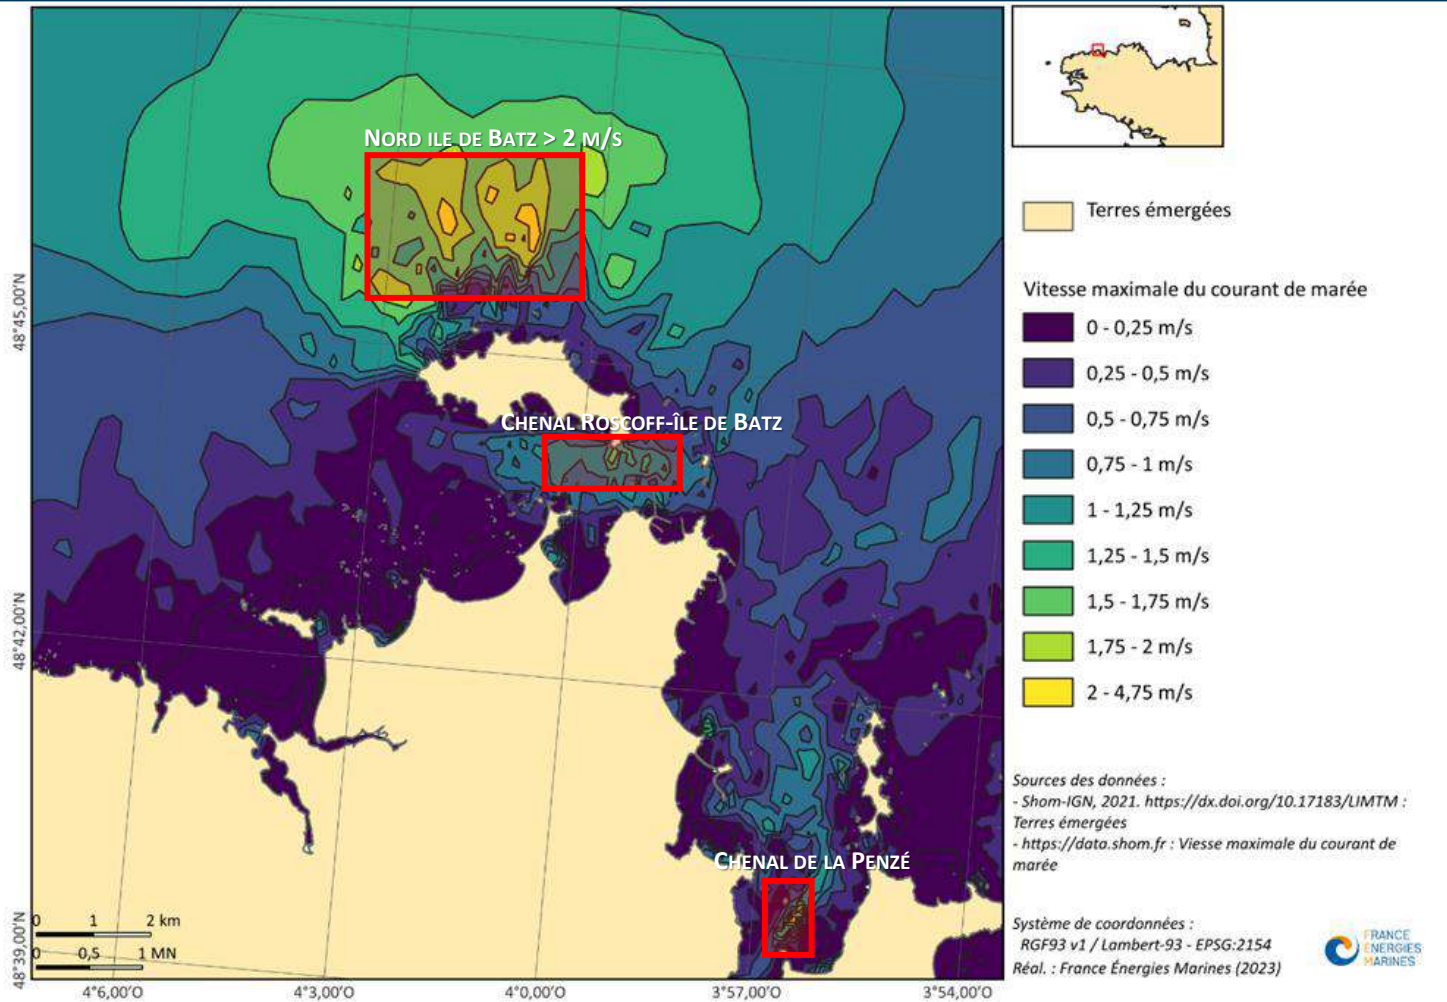 NORD ILE DE BATZ > 2 M/S
CHENAL ROSCOFF-ÎLE DE BATZ
CHENAL DE LA PENZÉ
48°45,00'N
48°42,00'N
48°39,00'N
0 1 2 km
0 0,5 1 MN
4°6,00'O
4°3,00'O
4°0,00'O
3°57,00'O
3°54,00'O
Terres émergées
Vitesse maximale du courant de marée
0 - 0,25 m/s
0,25 - 0,5 m/s
0,5 - 0,75 m/s
0,75 - 1 m/s
1 - 1,25 m/s
1,25 - 1,5 m/s
1,5 - 1,75 m/s
1,75 - 2 m/s
2 - 4,75 m/s
Sources des données :
- Shom-IGN, 2021. https://dx.doi.org/10.17183/LIMTM :
Terres émergées
- https://data.shom.fr : Viesse maximale du courant de
marée
Système de coordonnées :
RGF93 v1 / Lambert-93 - EPSG:2154
Réal. : France Énergies Marines (2023)
FRANCE
ENERGIES
MARINES